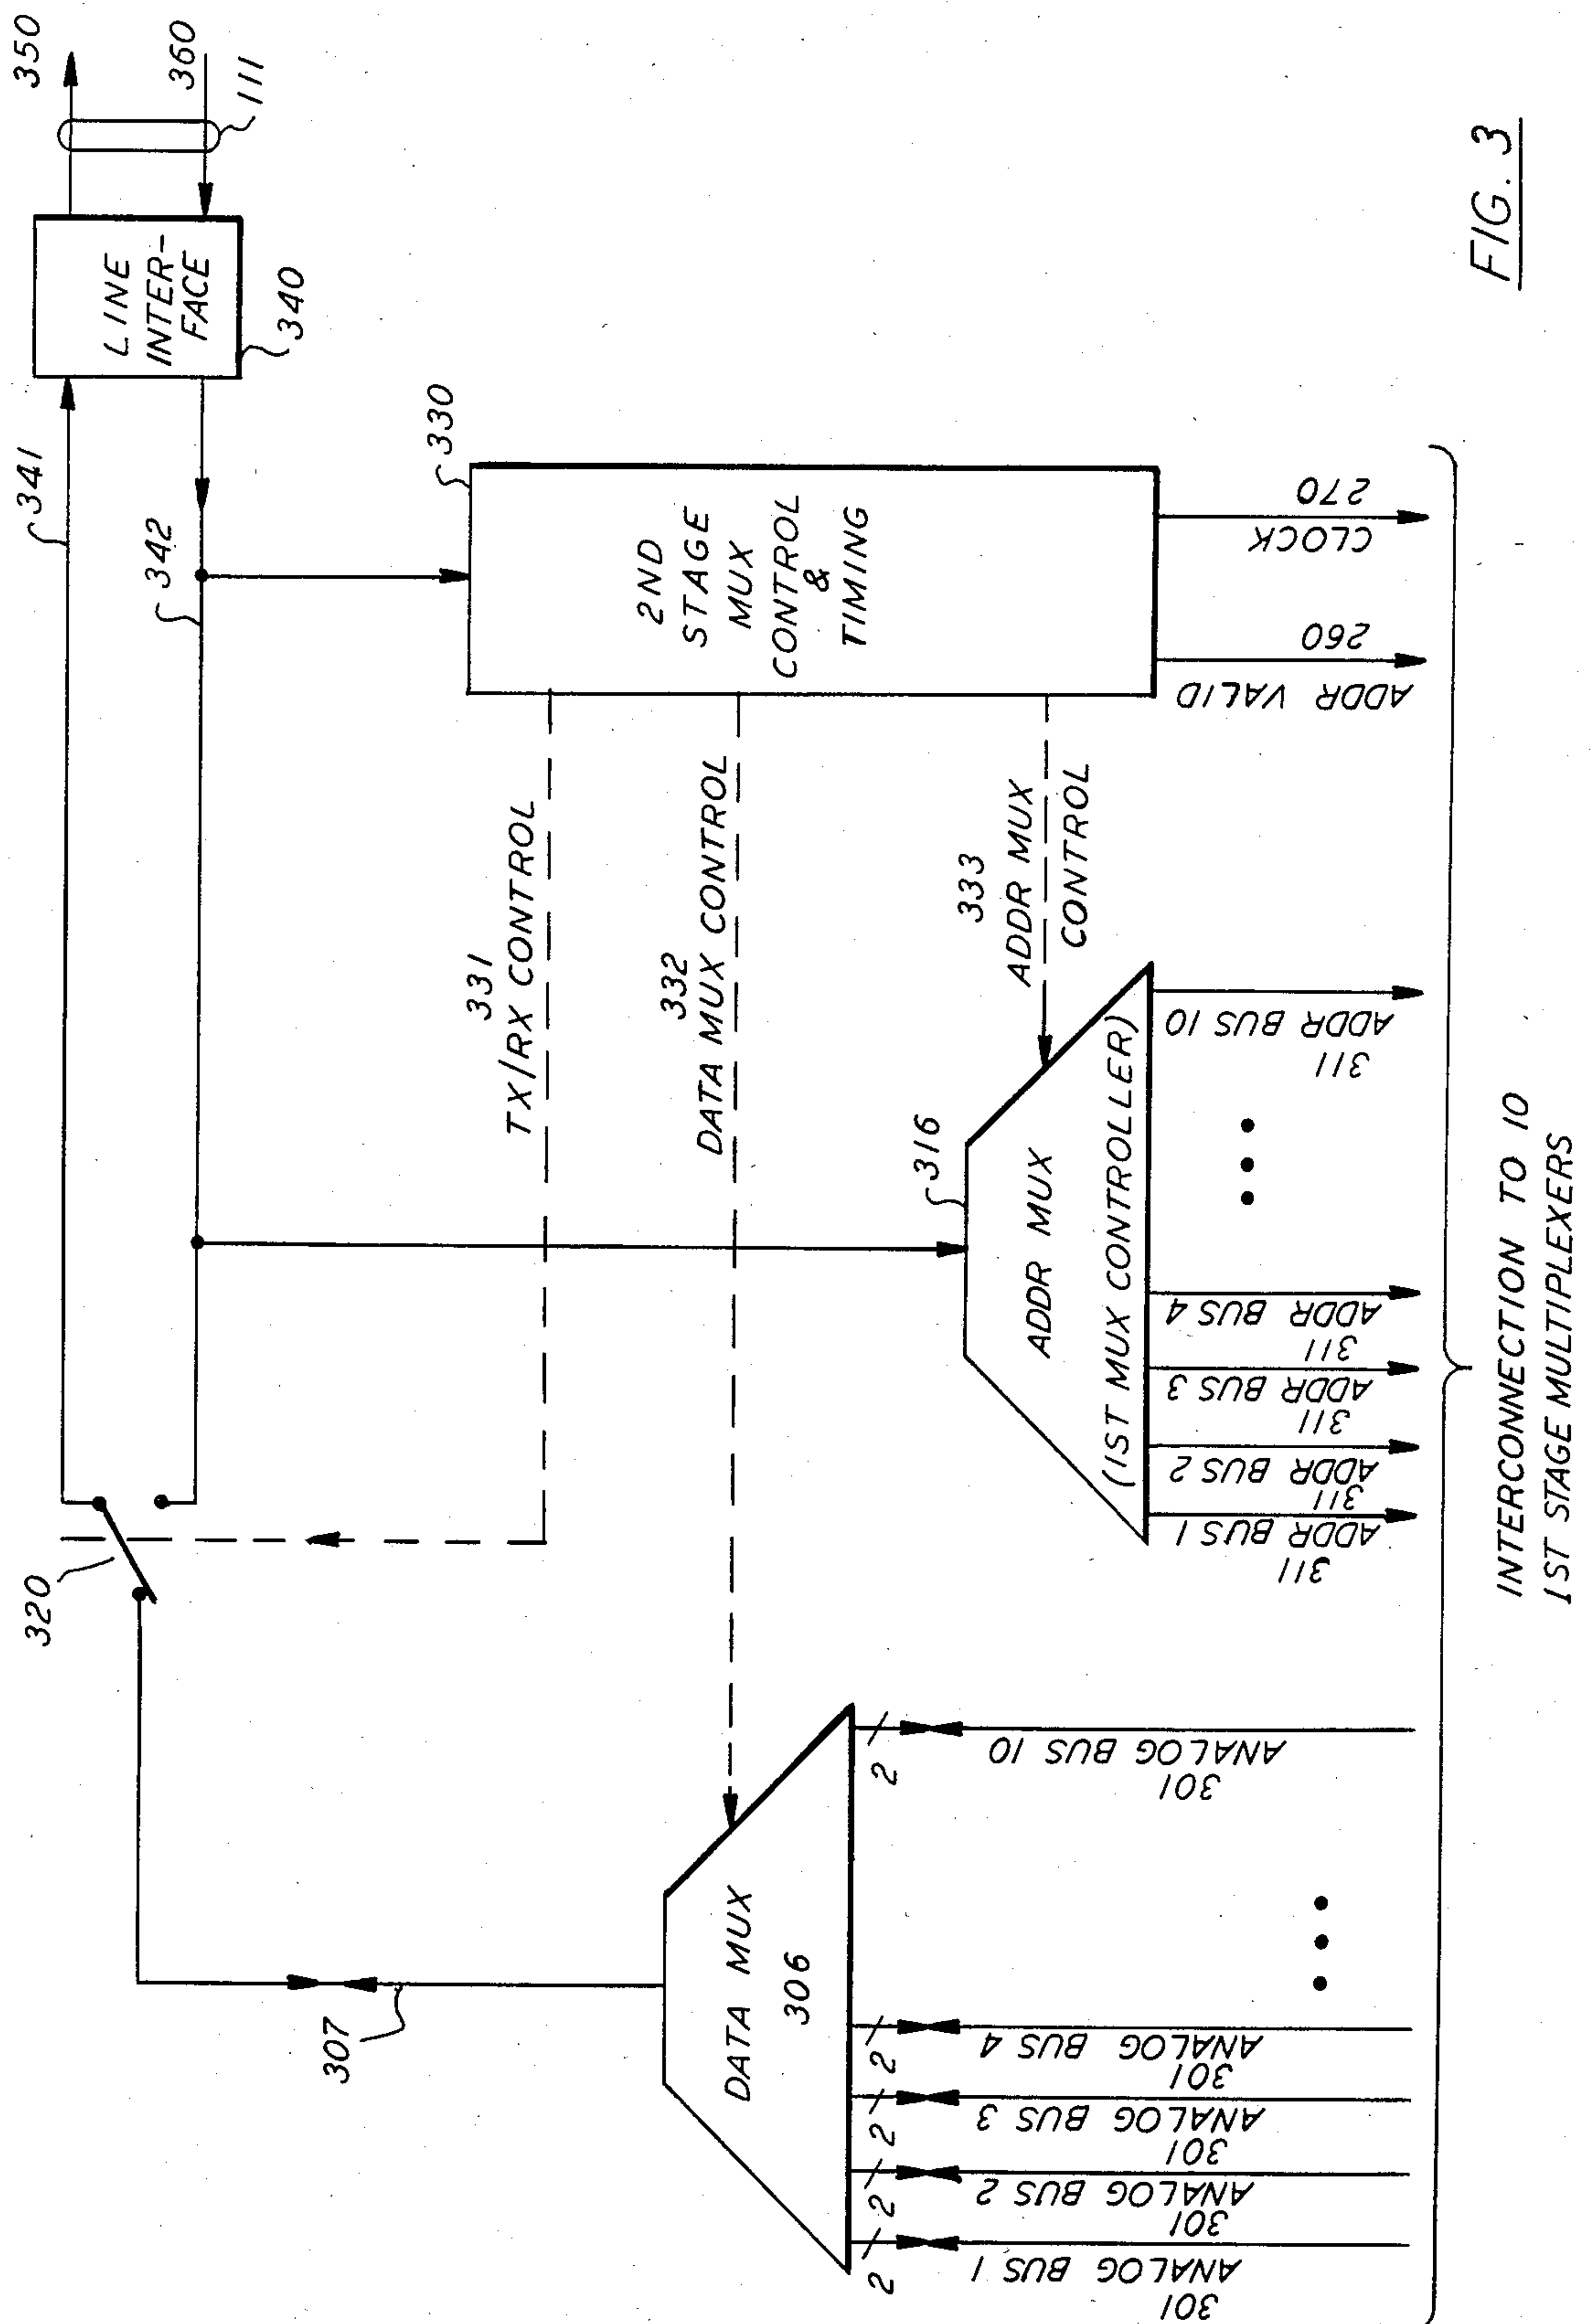 350
360
111
LINE
INTER-
FACE
340
341
342
330
2ND
STAGE
MUX
CONTROL
&
TIMING
331
TX/RX CONTROL
332
DATA MUX CONTROL
333
ADDR MUX
CONTROL
320
307
DATA MUX
306
316
ADDR MUX
(1ST MUX CONTROLLER)
2
2
2
2
2
301
ANALOG BUS 1
301
ANALOG BUS 2
301
ANALOG BUS 3
301
ANALOG BUS 4
301
ANALOG BUS 10
311
ADDR BUS 1
311
ADDR BUS 2
311
ADDR BUS 3
311
ADDR BUS 4
311
ADDR BUS 10
ADDR VALID
260
CLOCK
270
INTERCONNECTION TO 10
1ST STAGE MULTIPLEXERS
FIG. 3